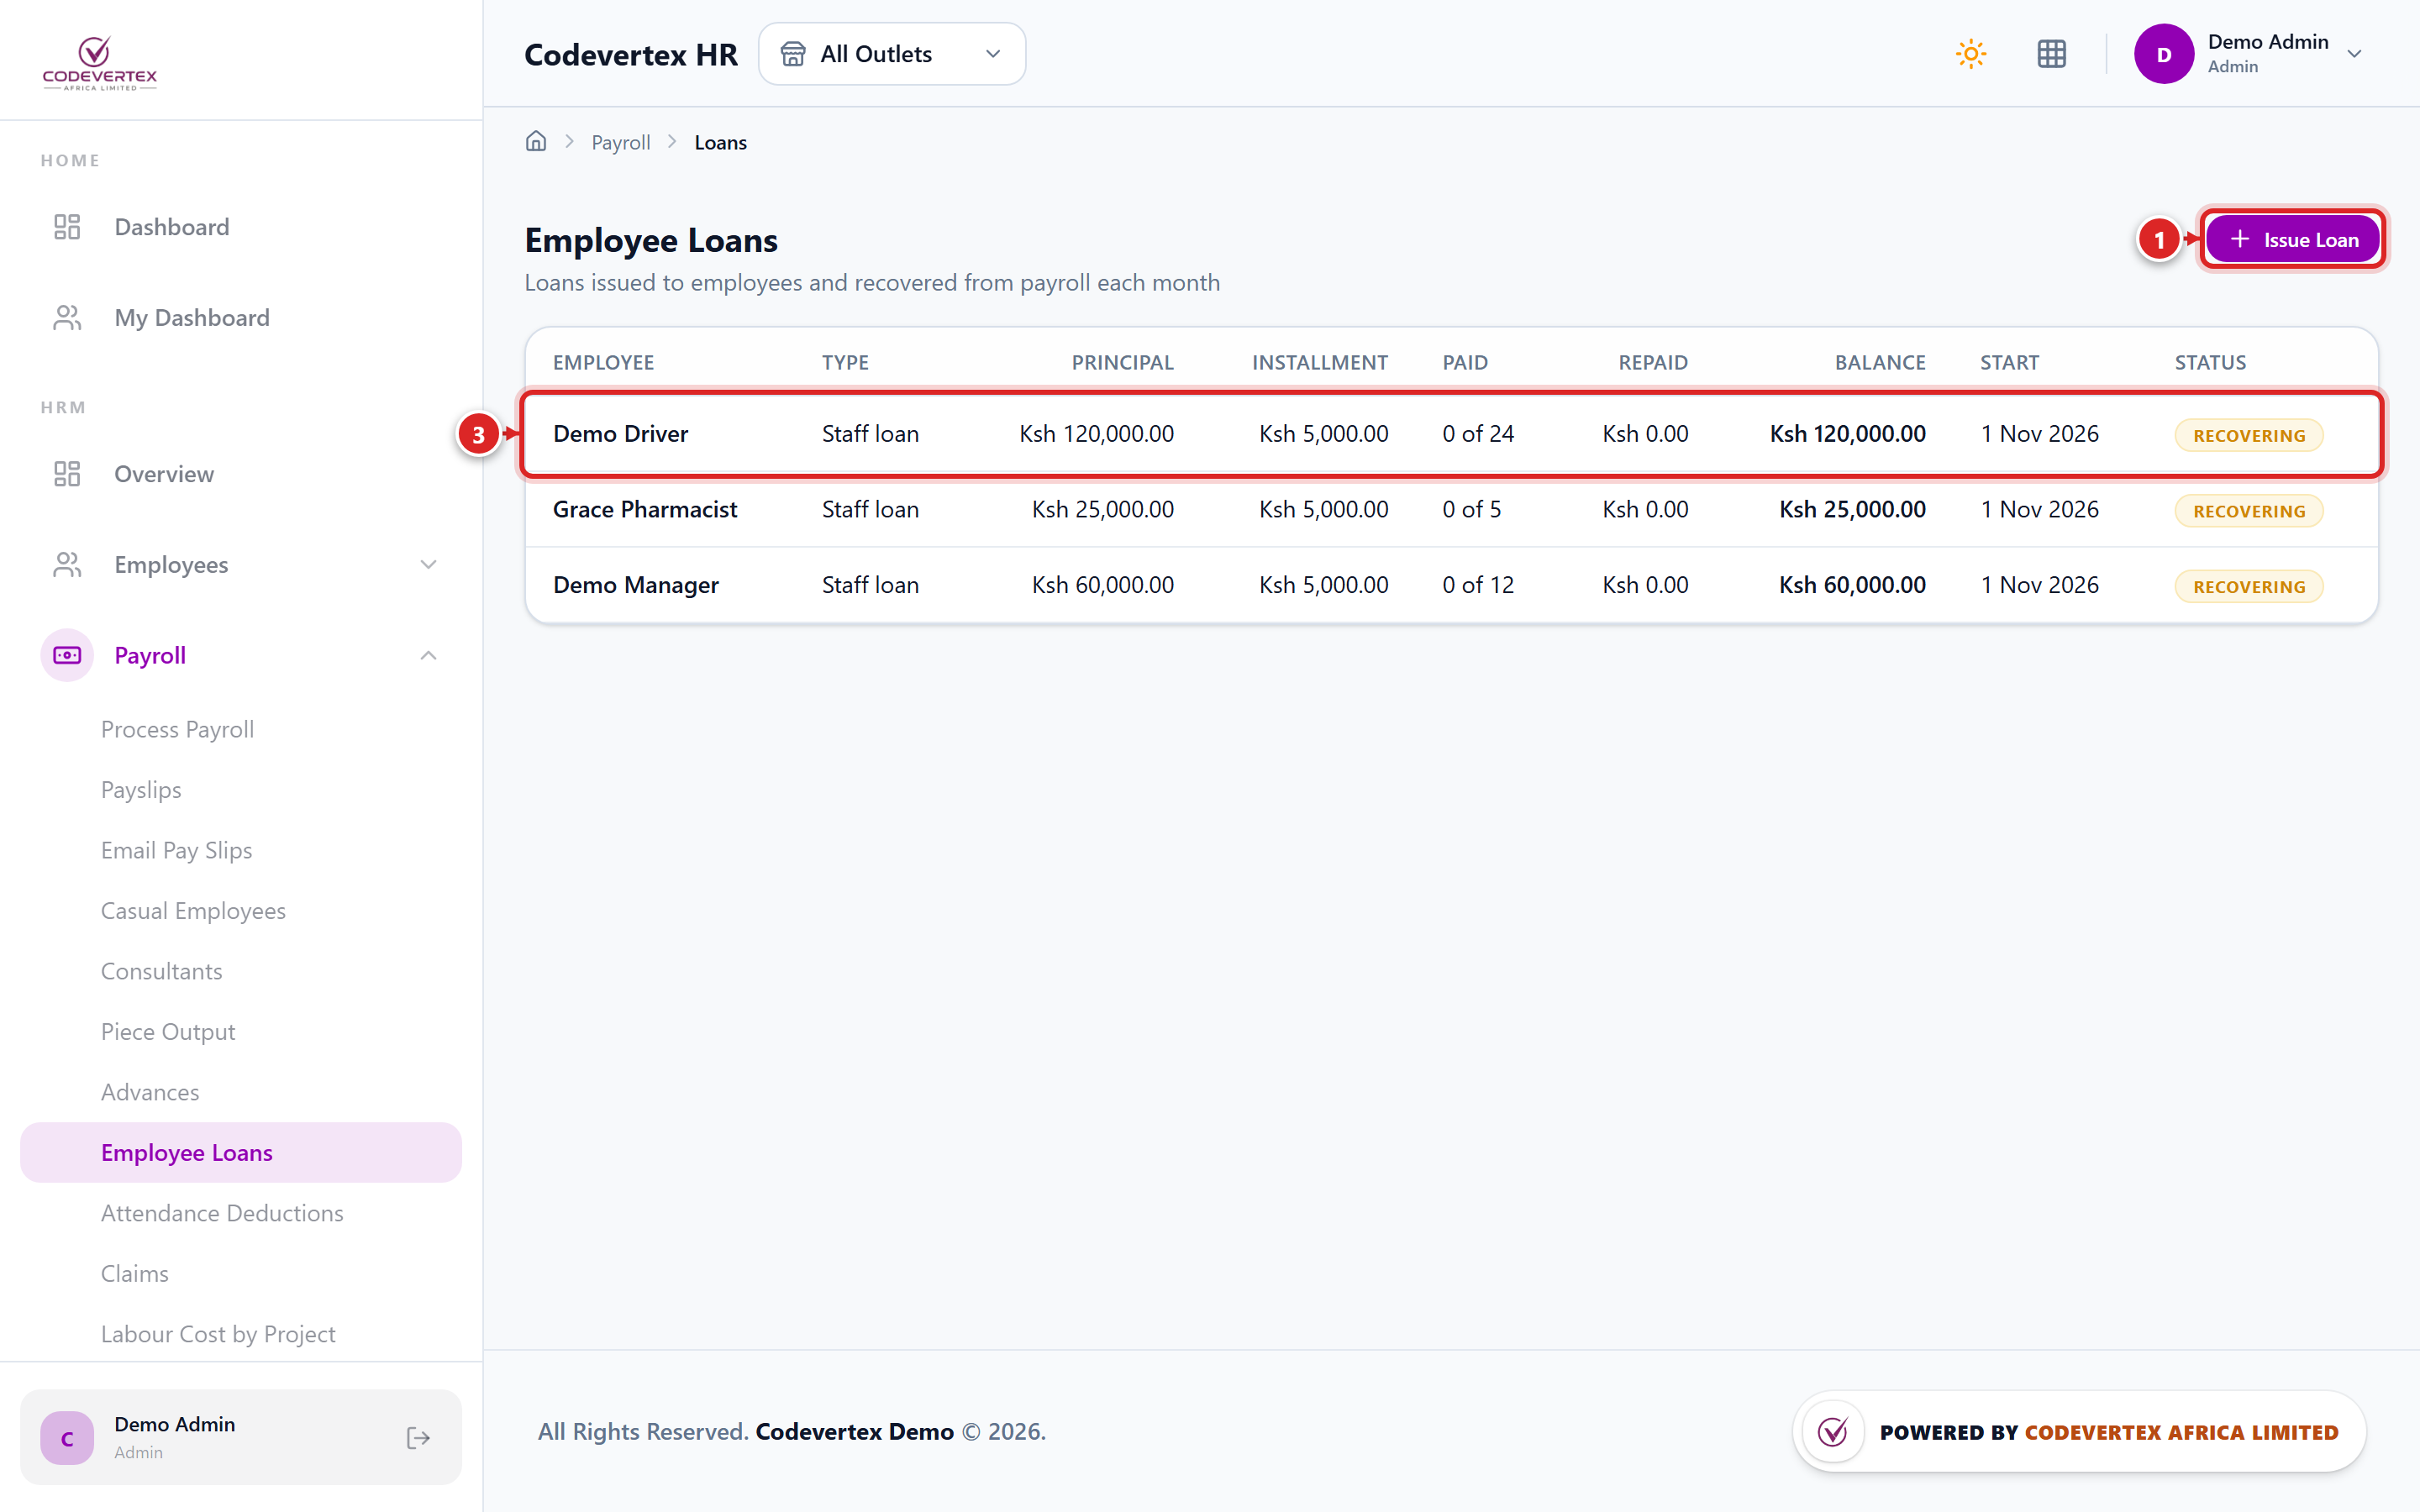 CODEVERTEX
AFRICA LIMITED
Codevertex HR
All Outlets
D
Demo Admin
Admin
HOME
Dashboard
My Dashboard
HRM
Overview
Employees
Payroll
Process Payroll
Payslips
Email Pay Slips
Casual Employees
Consultants
Piece Output
Advances
Employee Loans
Attendance Deductions
Claims
Labour Cost by Project
C
Demo Admin
Admin
Payroll Loans
Employee Loans
Loans issued to employees and recovered from payroll each month
1
Issue Loan
EMPLOYEE TYPE PRINCIPAL INSTALLMENT PAID REPAID BALANCE START STATUS
3
Demo Driver Staff loan Ksh 120,000.00 Ksh 5,000.00 0 of 24 Ksh 0.00 Ksh 120,000.00 1 Nov 2026 RECOVERING
Grace Pharmacist Staff loan Ksh 25,000.00 Ksh 5,000.00 0 of 5 Ksh 0.00 Ksh 25,000.00 1 Nov 2026 RECOVERING
Demo Manager Staff loan Ksh 60,000.00 Ksh 5,000.00 0 of 12 Ksh 0.00 Ksh 60,000.00 1 Nov 2026 RECOVERING
All Rights Reserved. Codevertex Demo © 2026.
POWERED BY CODEVERTEX AFRICA LIMITED